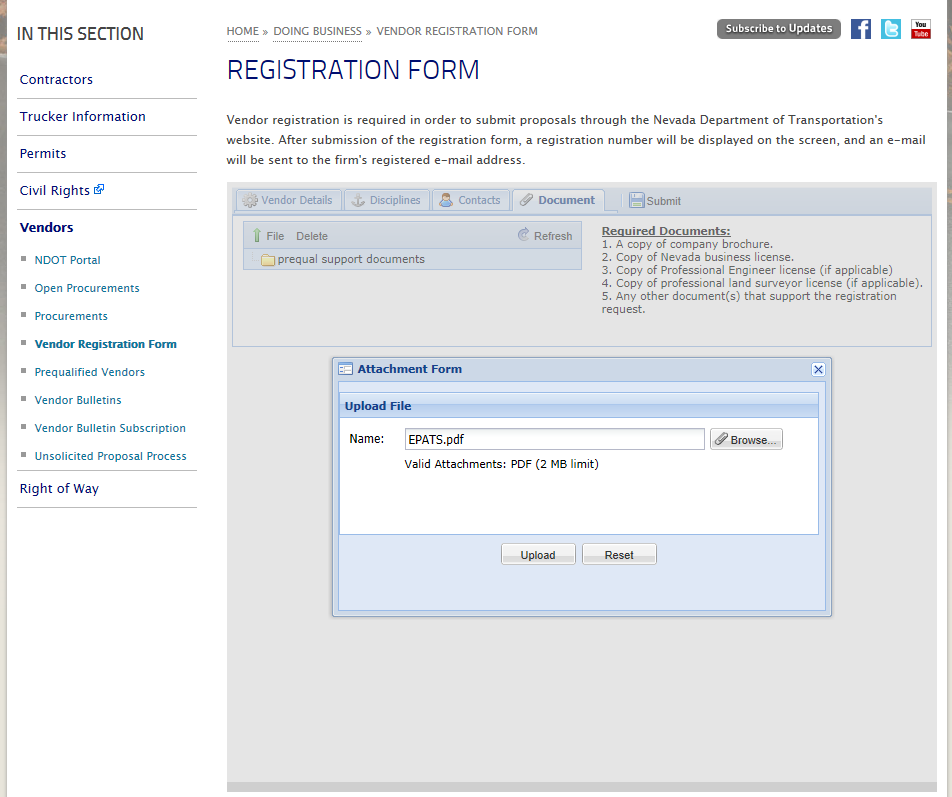 IN THIS SECTION
Contractors
Trucker Information
Permits
Civil Rights
Vendors
NDOT Portal
Open Procurements
Procurements
Vendor Registration Form
Prequalified Vendors
Vendor Bulletins
Vendor Bulletin Subscription
Unsolicited Proposal Process
Right of Way
HOME » DOING BUSINESS » VENDOR REGISTRATION FORM
Subscribe to Updates
You
Tube
REGISTRATION FORM
Vendor registration is required in order to submit proposals through the Nevada Department of Transportation's
website. After submission of the registration form, a registration number will be displayed on the screen, and an e-mail
will be sent to the firm's registered e-mail address.
Vendor Details Disciplines Contacts Document Submit
File Delete Refresh
prequal support documents
Required Documents:
1. A copy of company brochure.
2. Copy of Nevada business license.
3. Copy of Professional Engineer license (if applicable)
4. Copy of professional land surveyor license (if applicable).
5. Any other document(s) that support the registration
request.
Attachment Form
Upload File
Name: EPATS.pdf Browse...
Valid Attachments: PDF (2 MB limit)
Upload Reset